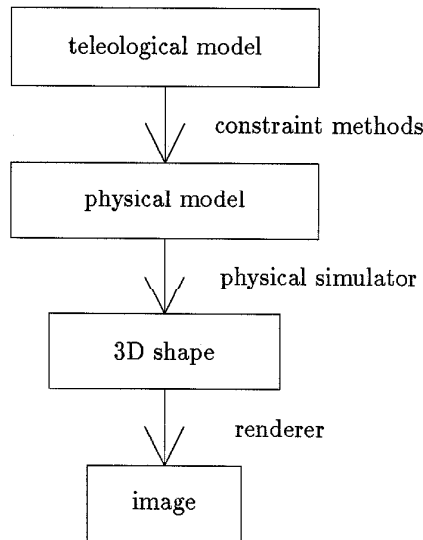 teleological model
constraint methods
physical model
physical simulator
3D shape
renderer
image